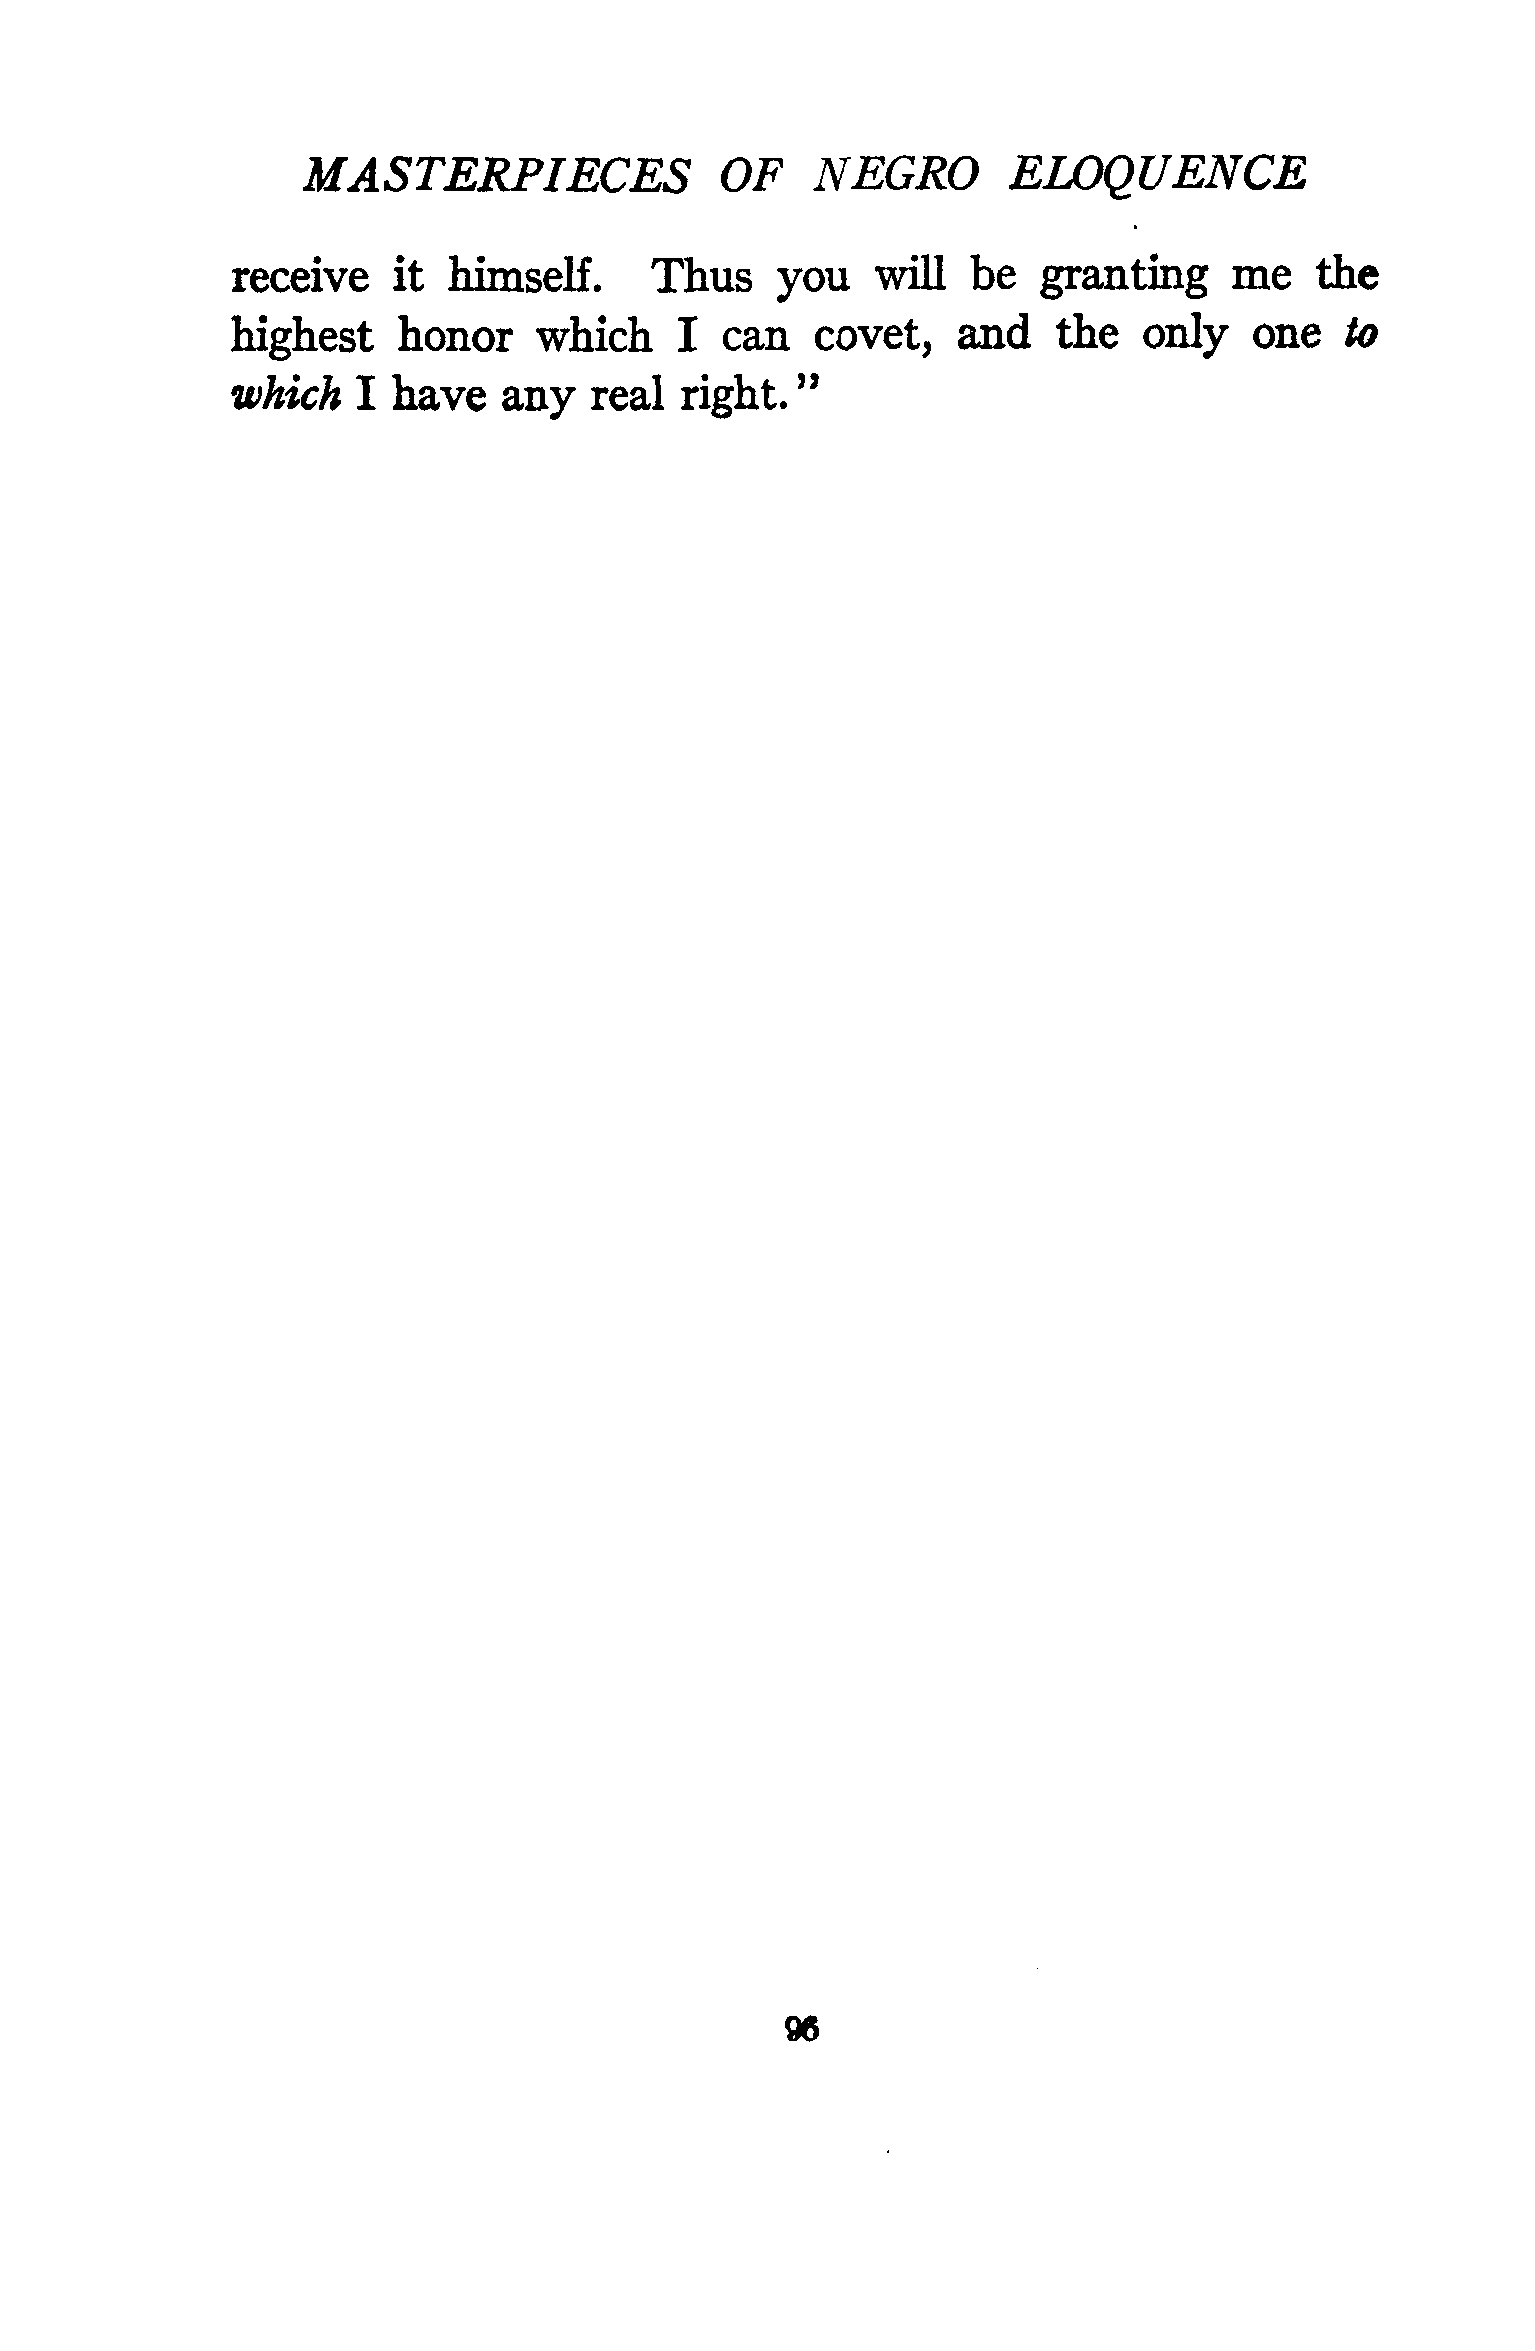 MASTERPIECES OF NEGRO ELOQUENCE
receive it himself. Thus you will be granting me the
highest honor which I can covet, and the only one to
which I have any real right."
96